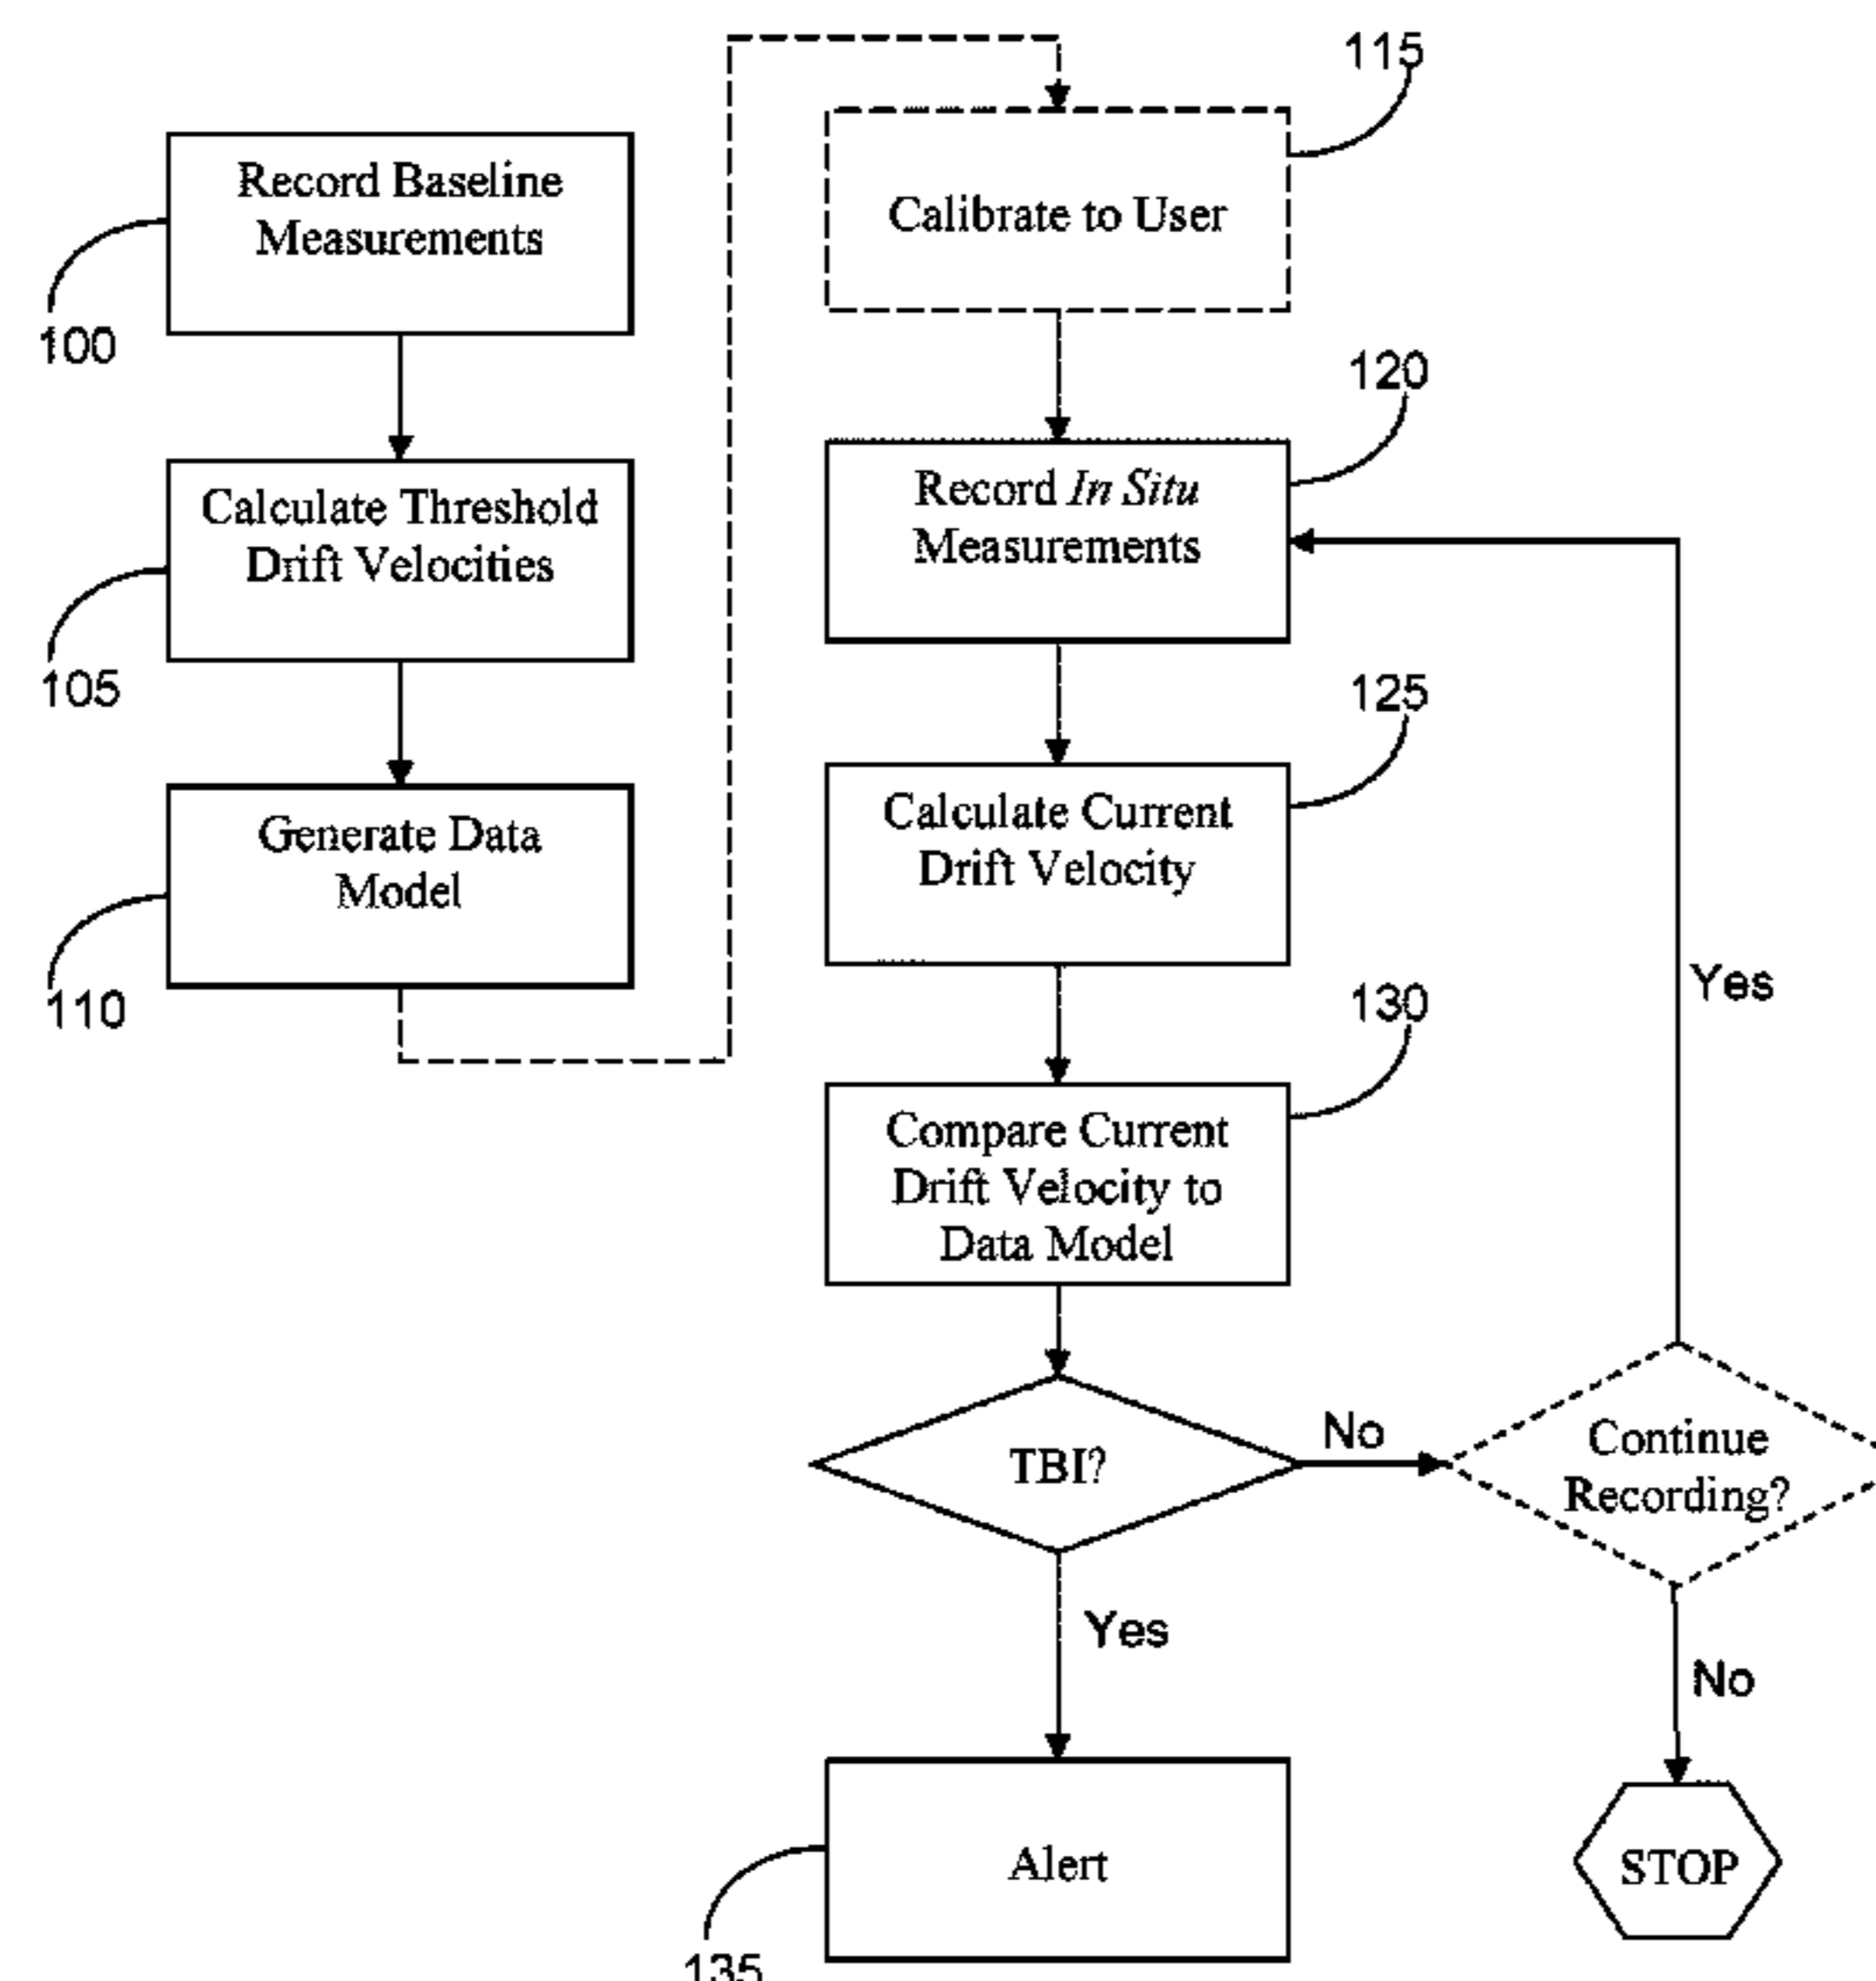 Record Baseline
Measurements
100
Calculate Threshold
Drift Velocities
105
Generate Data
Model
110
115
Calibrate to User
120
Record In Situ
Measurements
125
Calculate Current
Drift Velocity
130
Compare Current
Drift Velocity to
Data Model
TBI?
No
Continue
Recording?
Yes
Yes
No
Alert
135
STOP